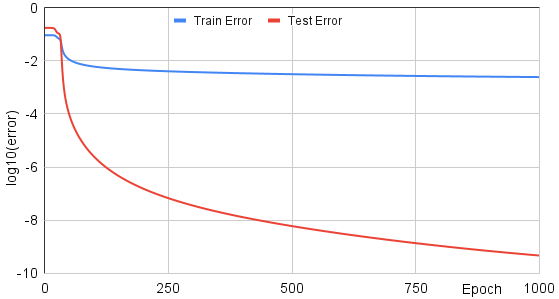 Train Error
Test Error
0
-2
-4
-6
-8
-10
log10(error)
0
250
500
750
Epoch
1000